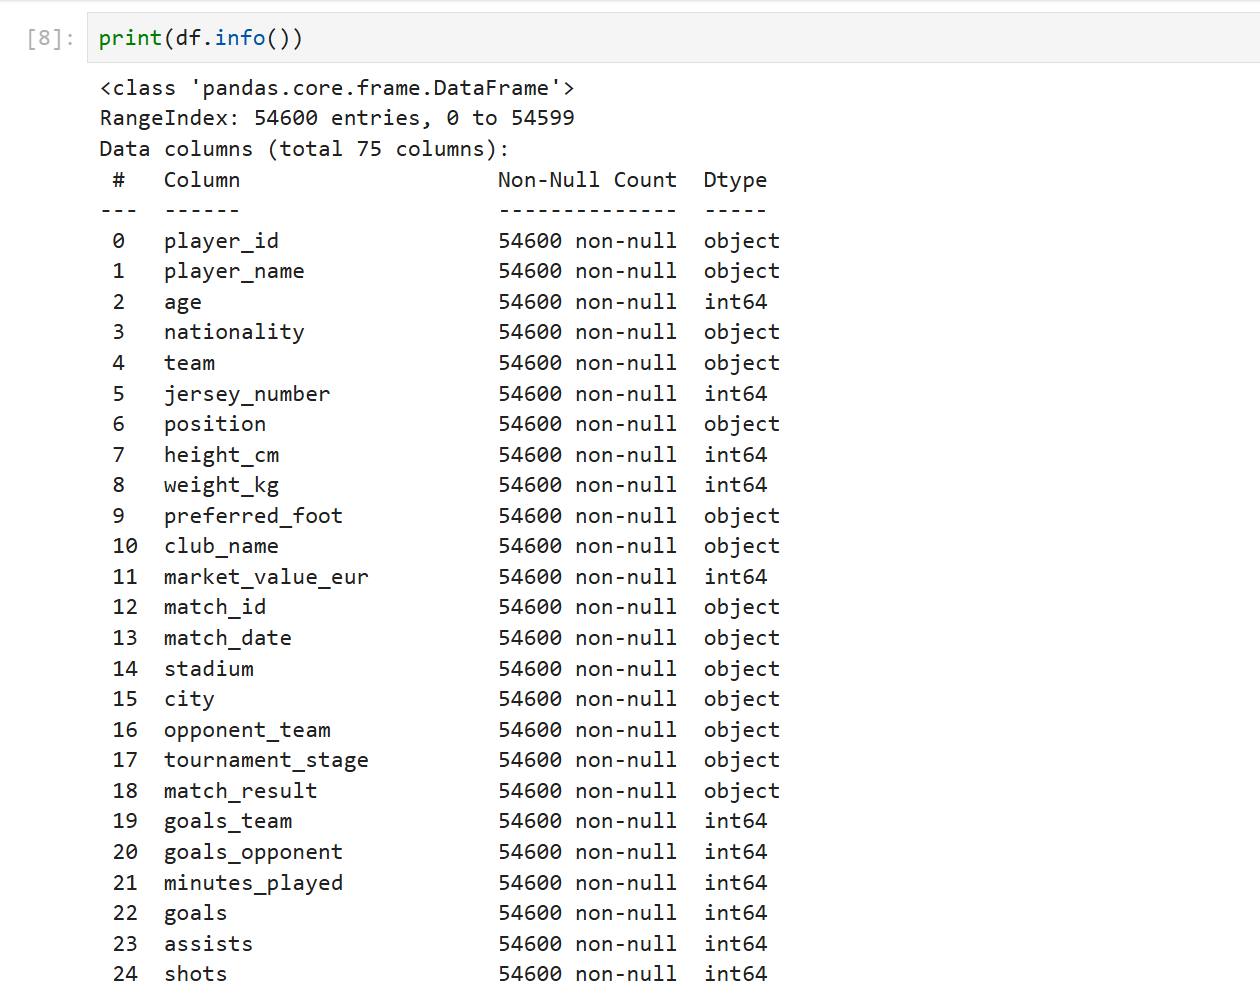 [8]: print(df.info())
<class 'pandas.core.frame.DataFrame'>
RangeIndex: 54600 entries, 0 to 54599
Data columns (total 75 columns):
 #   Column                    Non-Null Count  Dtype
---  ------                    --------------  -----
 0   player_id                 54600 non-null  object
 1   player_name               54600 non-null  object
 2   age                       54600 non-null  int64
 3   nationality               54600 non-null  object
 4   team                      54600 non-null  object
 5   jersey_number             54600 non-null  int64
 6   position                  54600 non-null  object
 7   height_cm                 54600 non-null  int64
 8   weight_kg                 54600 non-null  int64
 9   preferred_foot            54600 non-null  object
 10  club_name                 54600 non-null  object
 11  market_value_eur          54600 non-null  int64
 12  match_id                  54600 non-null  object
 13  match_date                54600 non-null  object
 14  stadium                   54600 non-null  object
 15  city                      54600 non-null  object
 16  opponent_team             54600 non-null  object
 17  tournament_stage          54600 non-null  object
 18  match_result              54600 non-null  object
 19  goals_team                54600 non-null  int64
 20  goals_opponent            54600 non-null  int64
 21  minutes_played            54600 non-null  int64
 22  goals                     54600 non-null  int64
 23  assists                   54600 non-null  int64
 24  shots                     54600 non-null  int64